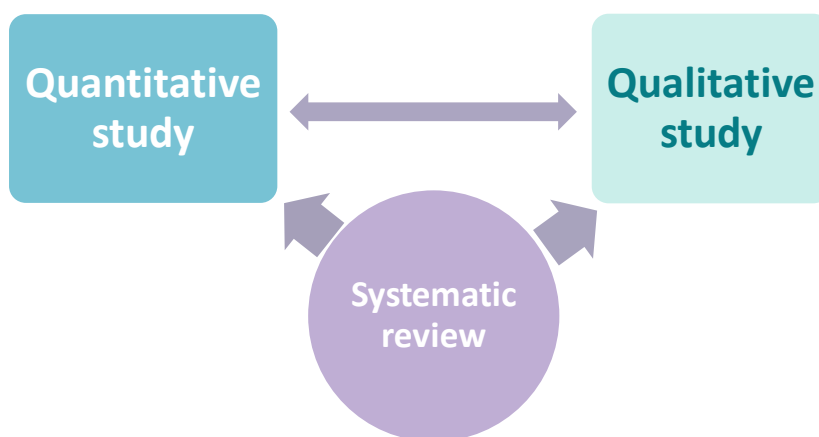 Quantitative
study
Qualitative
study
Systematic
review